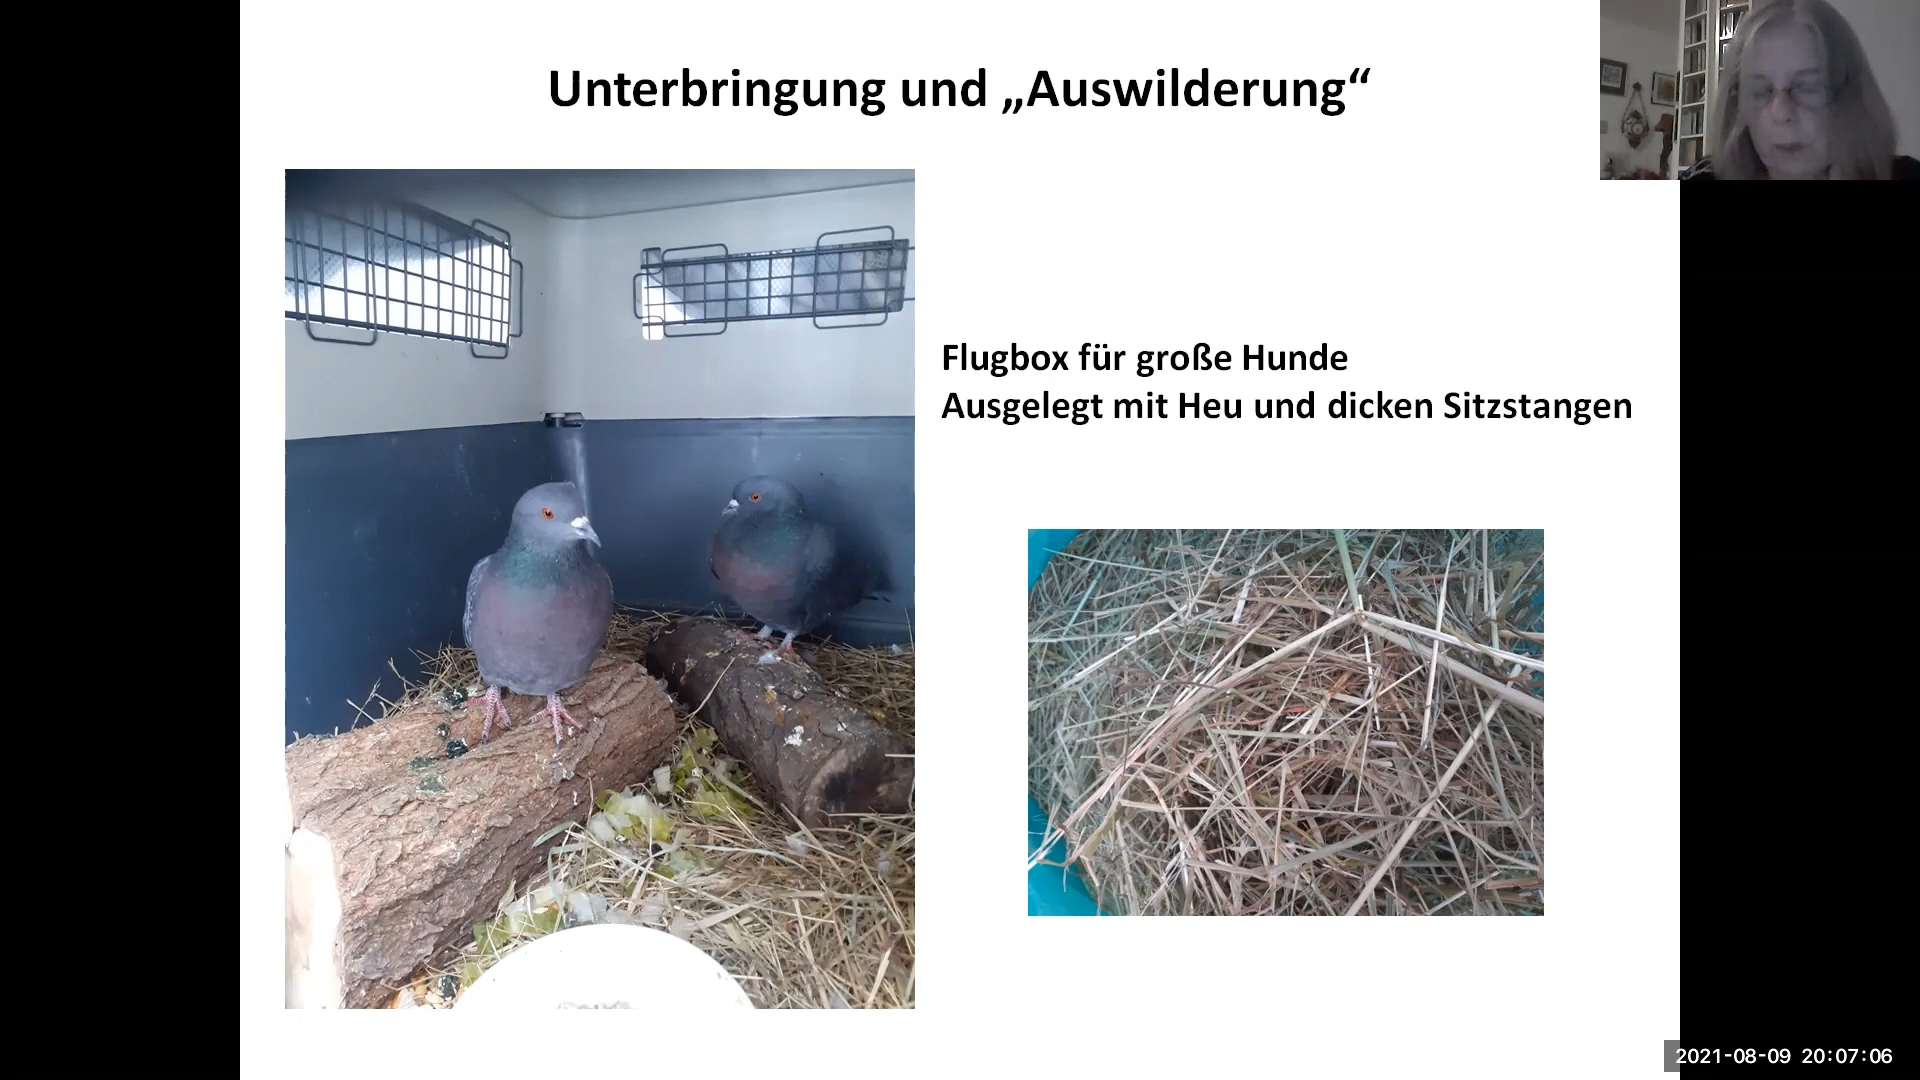 Unterbringung und „Auswilderung“
Flugbox für große Hunde
Ausgelegt mit Heu und dicken Sitzstangen
2021-08-09 20:07:06